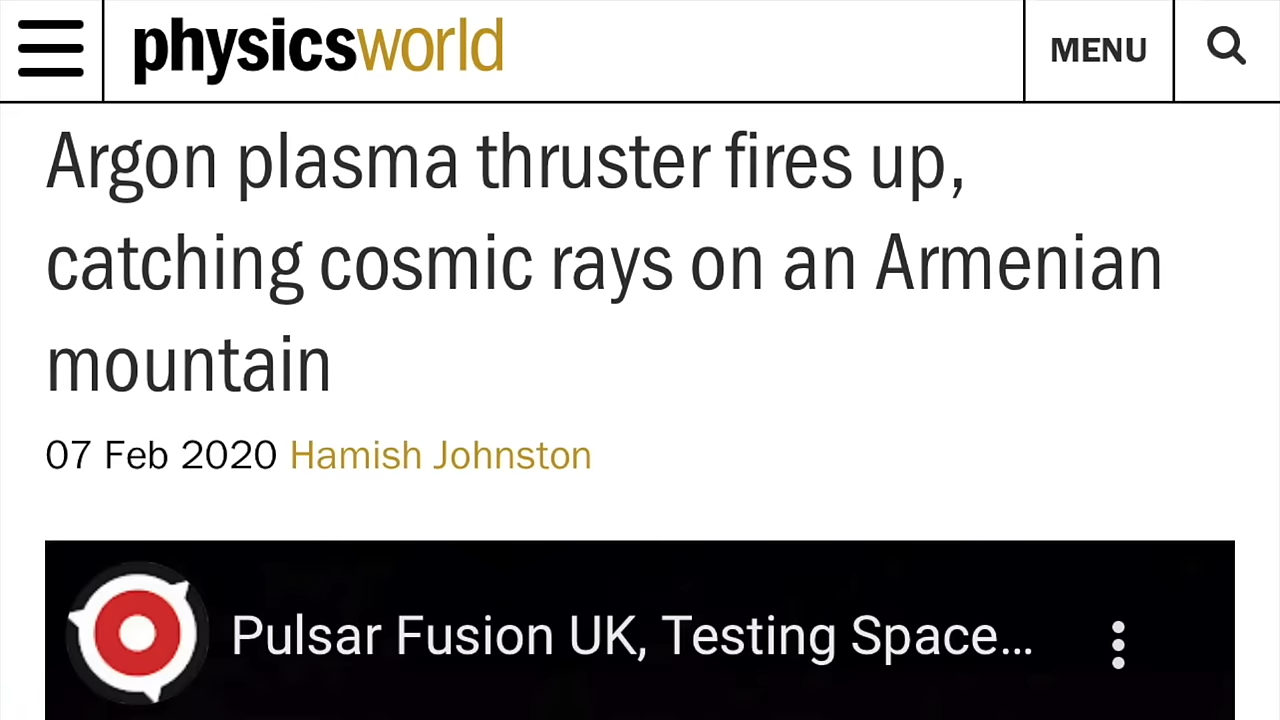 physicsworld MENU
Argon plasma thruster fires up,
catching cosmic rays on an Armenian
mountain
07 Feb 2020 Hamish Johnston
Pulsar Fusion UK, Testing Space...